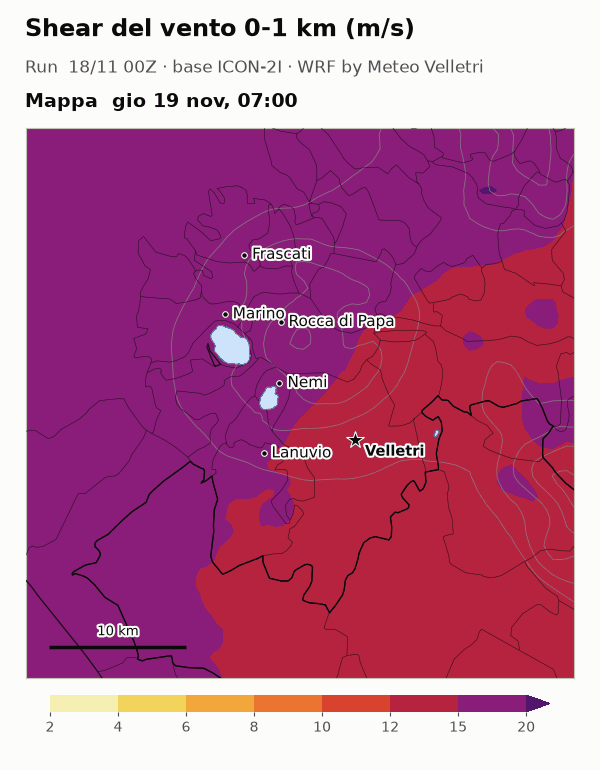 Shear del vento 0-1 km (m/s)
Run  18/11 00Z · base ICON-2I · WRF by Meteo Velletri
Mappa  gio 19 nov, 07:00
Frascati
Marino
Rocca di Papa
Nemi
Velletri
Lanuvio
10 km
2 4 6 8 10 12 15 20